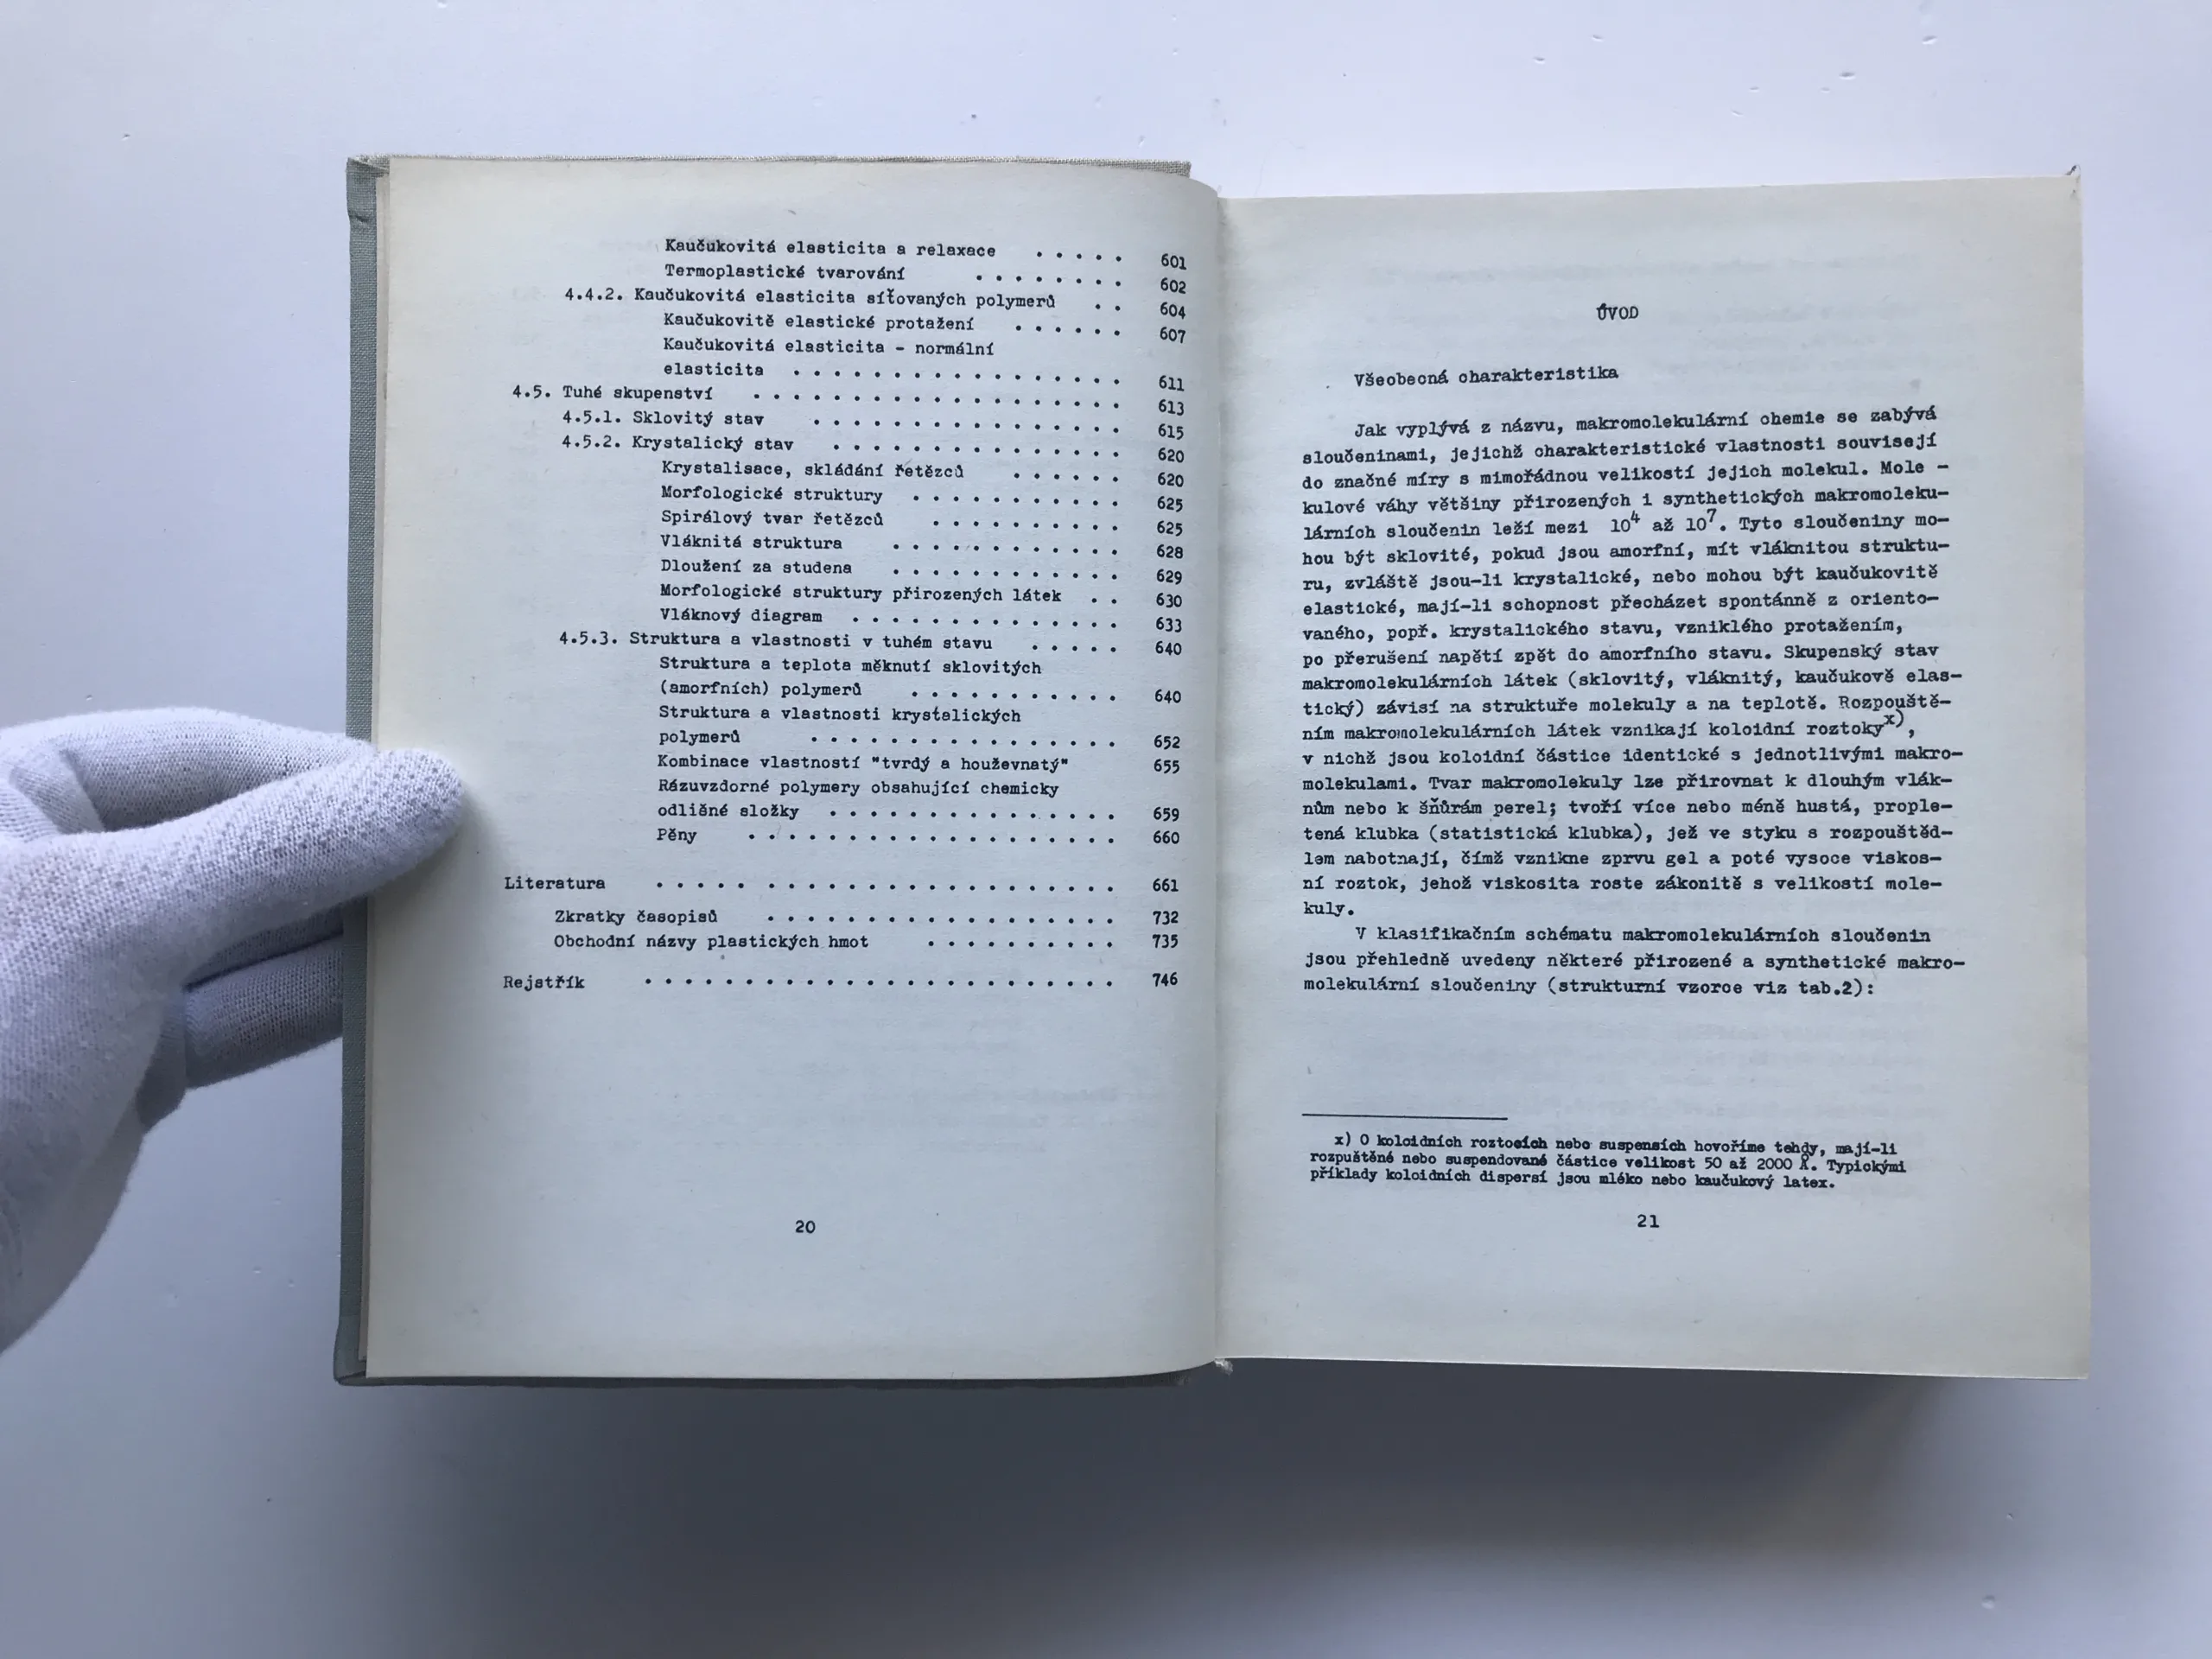 Kaučukovitá elasticita a relaxace . . . . . 601
Termoplastické tvarování . . . . . . . . 602
4.4.2. Kaučukovitá elasticita síťovaných polymerů . . 604
Kaučukovitě elastické protažení . . . . . . 607
Kaučukovitá elasticita - normální
elasticita . . . . . . . . . . . . . . . . . 611
4.5. Tuhé skupenství . . . . . . . . . . . . . . . . . . . 613
4.5.1. Sklovitý stav . . . . . . . . . . . . . . . . 615
4.5.2. Krystalický stav . . . . . . . . . . . . . . . 620
Krystalisace, skládání řetězců . . . . . . 620
Morfologické struktury . . . . . . . . . . . 625
Spirálový tvar řetězců . . . . . . . . . . 625
Vláknitá struktura . . . . . . . . . . . . 628
Dloužení za studena . . . . . . . . . . . . 629
Morfologické struktury přirozených látek . . 630
Vláknový diagram . . . . . . . . . . . . . . 633
4.5.3. Struktura a vlastnosti v tuhém stavu . . . . . 640
Struktura a teplota měknutí sklovitých
(amorfních) polymerů . . . . . . . . . . . 640
Struktura a vlastnosti krystalických
polymerů . . . . . . . . . . . . . . . . 652
Kombinace vlastností "tvrdý a houževnatý" 655
Rázuvzdorné polymery obsahující chemicky
odlišné složky . . . . . . . . . . . . . . . 659
Pěny . . . . . . . . . . . . . . . . . . . 660
Literatura . . . . . . . . . . . . . . . . . . . . . . . 661
Zkratky časopisů . . . . . . . . . . . . . . . . . . 732
Obchodní názvy plastických hmot . . . . . . . . . . 735
Rejstřík . . . . . . . . . . . . . . . . . . . . . . . . 746
20
ÚVOD
Všeobecná charakteristika
Jak vyplývá z názvu, makromolekulární chemie se zabývá
sloučeninami, jejichž charakteristické vlastnosti souvisejí
do značné míry s mimořádnou velikostí jejich molekul. Mole -
kulové váhy většiny přirozených i synthetických makromoleku-
lárních sloučenin leží mezi 10⁴ až 10⁷. Tyto sloučeniny mo-
hou být sklovité, pokud jsou amorfní, mít vláknitou struktu-
ru, zvláště jsou-li krystalické, nebo mohou být kaučukovitě
elastické, mají-li schopnost přecházet spontánně z oriento-
vaného, popř. krystalického stavu, vzniklého protažením,
po přerušení napětí zpět do amorfního stavu. Skupenský stav
makromolekulárních látek (sklovitý, vláknitý, kaučukově elas-
tický) závisí na struktuře molekuly a na teplotě. Rozpouště-
ním makromolekulárních látek vznikají koloidní roztoky x),
v nichž jsou koloidní částice identické s jednotlivými makro-
molekulami. Tvar makromolekuly lze přirovnat k dlouhým vlák-
nům nebo k šňůrám perel; tvoří více nebo méně hustá, prople-
tená klubka (statistická klubka), jež ve styku s rozpouštěd-
lem nabotnají, čímž vznikne zprvu gel a poté vysoce viskos-
ní roztok, jehož viskosita roste zákonitě s velikostí mole-
kuly.
V klasifikačním schématu makromolekulárních sloučenin
jsou přehledně uvedeny některé přirozené a synthetické makro-
molekulární sloučeniny (strukturní vzorce viz tab.2):
x) O koloidních roztocích nebo suspensích hovoříme tehdy, mají-li
rozpuštěné nebo suspendované částice velikost 50 až 2000 Å. Typickými
příklady koloidních dispersí jsou mléko nebo kaučukový latex.
21